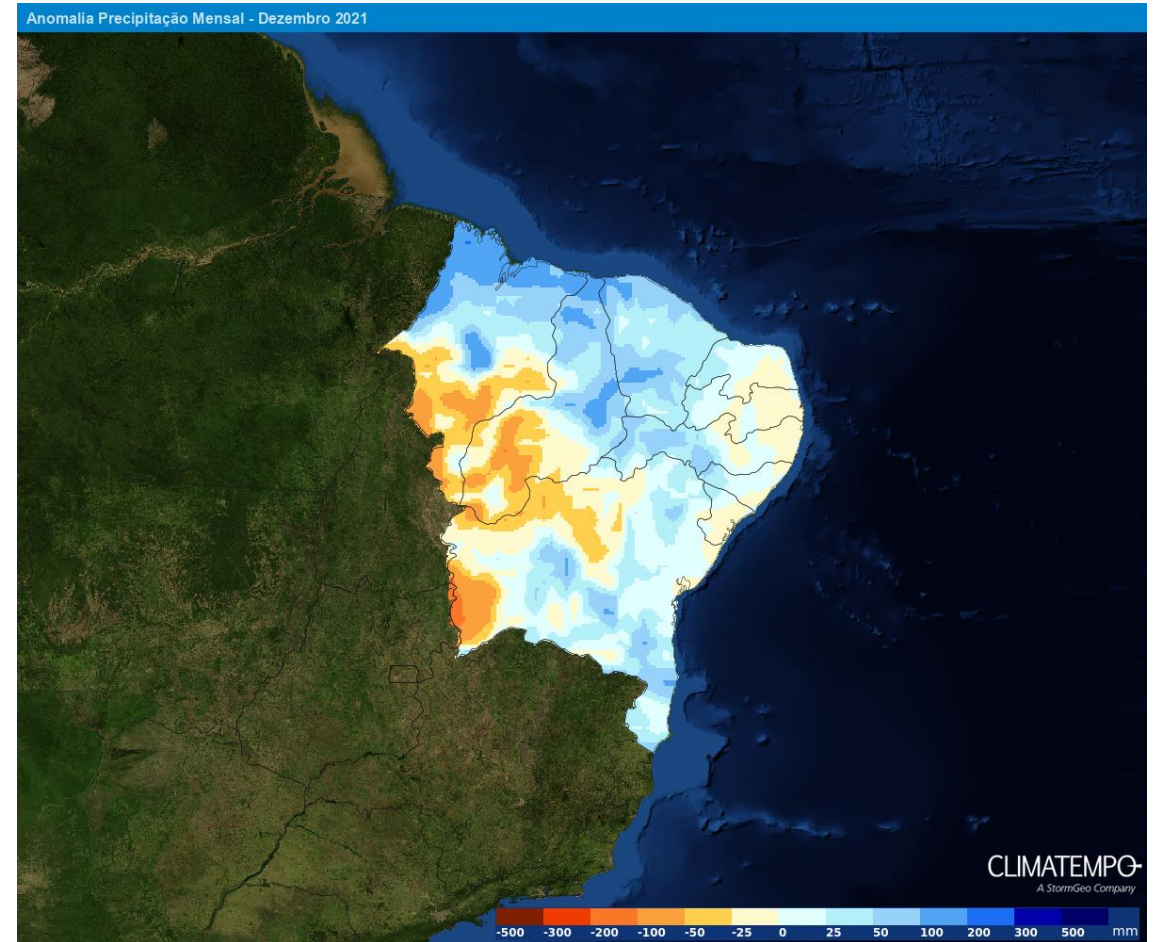 Anomalia Precipitação Mensal - Dezembro 2021
CLIMATEMPO
A StormGeo Company
-500 -300 -200 -100 -50 -25 0 25 50 100 200 300 500 mm